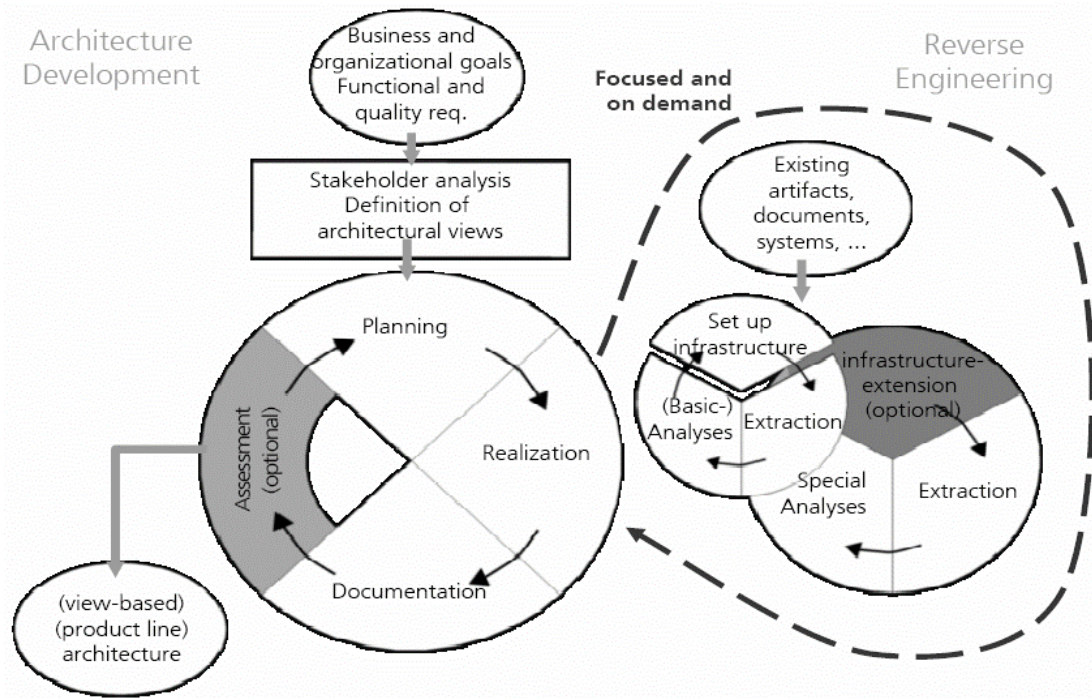 Architecture
Development
Business and
organizational goals
Functional and
quality req.
Stakeholder analysis
Definition of
architectural views
Planning
Realization
Documentation
Assessment
(optional)
(view-based)
(product line)
architecture
Focused and
on demand
Reverse
Engineering
Existing
artifacts,
documents,
systems, ...
Set up
infrastructure
(Basic-)
Analyses
Extraction
infrastructure-
extension
(optional)
Special
Analyses
Extraction